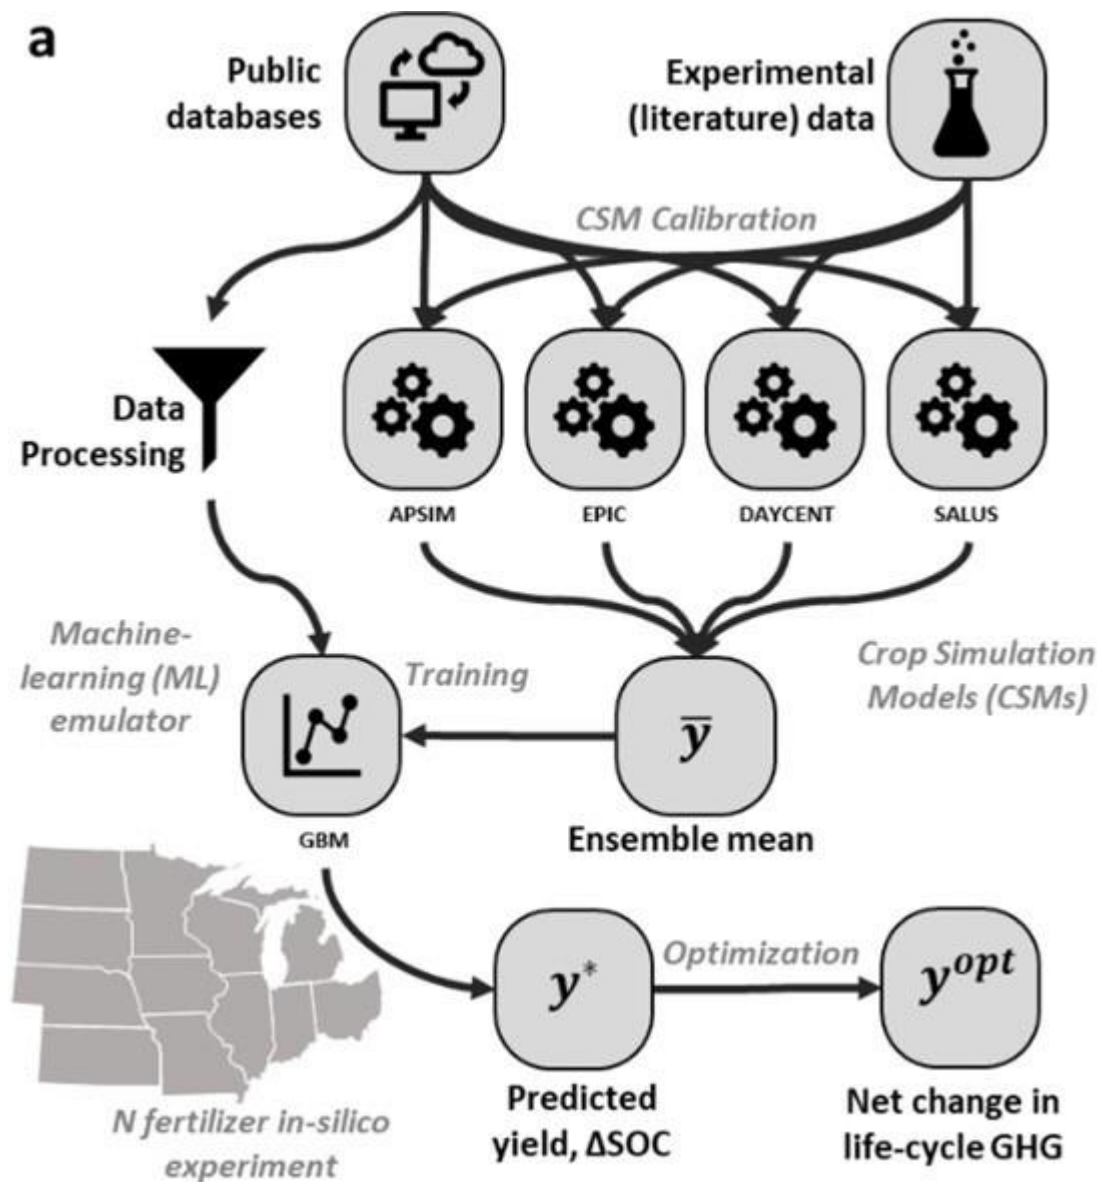 a
Public
databases
Experimental
(literature) data
CSM Calibration
Data
Processing
APSIM
EPIC
DAYCENT
SALUS
Machine-
learning (ML)
emulator
Training
Crop Simulation
Models (CSMs)
y̅
GBM
Ensemble mean
y*
Optimization
y^opt
N fertilizer in-silico
experiment
Predicted
yield, ΔSOC
Net change in
life-cycle GHG